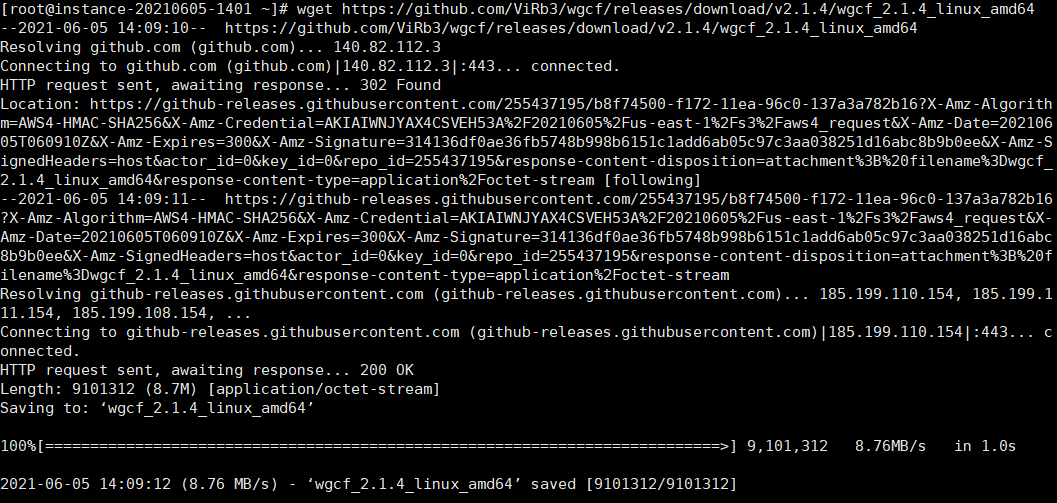 [root@instance-20210605-1401 ~]# wget https://github.com/ViRb3/wgcf/releases/download/v2.1.4/wgcf_2.1.4_linux_amd64
--2021-06-05 14:09:10--  https://github.com/ViRb3/wgcf/releases/download/v2.1.4/wgcf_2.1.4_linux_amd64
Resolving github.com (github.com)... 140.82.112.3
Connecting to github.com (github.com)|140.82.112.3|:443... connected.
HTTP request sent, awaiting response... 302 Found
Location: https://github-releases.githubusercontent.com/255437195/b8f74500-f172-11ea-96c0-137a3a782b16?X-Amz-Algorith
m=AWS4-HMAC-SHA256&X-Amz-Credential=AKIAIWNJYAX4CSVEH53A%2F20210605%2Fus-east-1%2Fs3%2Faws4_request&X-Amz-Date=202106
05T060910Z&X-Amz-Expires=300&X-Amz-Signature=314136df0ae36fb5748b998b6151c1add6ab05c97c3aa038251d16abc8b9b0ee&X-Amz-S
ignedHeaders=host&actor_id=0&key_id=0&repo_id=255437195&response-content-disposition=attachment%3B%20filename%3Dwgcf_
2.1.4_linux_amd64&response-content-type=application%2Foctet-stream [following]
--2021-06-05 14:09:11--  https://github-releases.githubusercontent.com/255437195/b8f74500-f172-11ea-96c0-137a3a782b16
?X-Amz-Algorithm=AWS4-HMAC-SHA256&X-Amz-Credential=AKIAIWNJYAX4CSVEH53A%2F20210605%2Fus-east-1%2Fs3%2Faws4_request&X-
Amz-Date=20210605T060910Z&X-Amz-Expires=300&X-Amz-Signature=314136df0ae36fb5748b998b6151c1add6ab05c97c3aa038251d16abc
8b9b0ee&X-Amz-SignedHeaders=host&actor_id=0&key_id=0&repo_id=255437195&response-content-disposition=attachment%3B%20f
ilename%3Dwgcf_2.1.4_linux_amd64&response-content-type=application%2Foctet-stream
Resolving github-releases.githubusercontent.com (github-releases.githubusercontent.com)... 185.199.110.154, 185.199.1
11.154, 185.199.108.154, ...
Connecting to github-releases.githubusercontent.com (github-releases.githubusercontent.com)|185.199.110.154|:443... c
onnected.
HTTP request sent, awaiting response... 200 OK
Length: 9101312 (8.7M) [application/octet-stream]
Saving to: ‘wgcf_2.1.4_linux_amd64’
100%[===========================================================================>] 9,101,312   8.76MB/s   in 1.0s
2021-06-05 14:09:12 (8.76 MB/s) - ‘wgcf_2.1.4_linux_amd64’ saved [9101312/9101312]